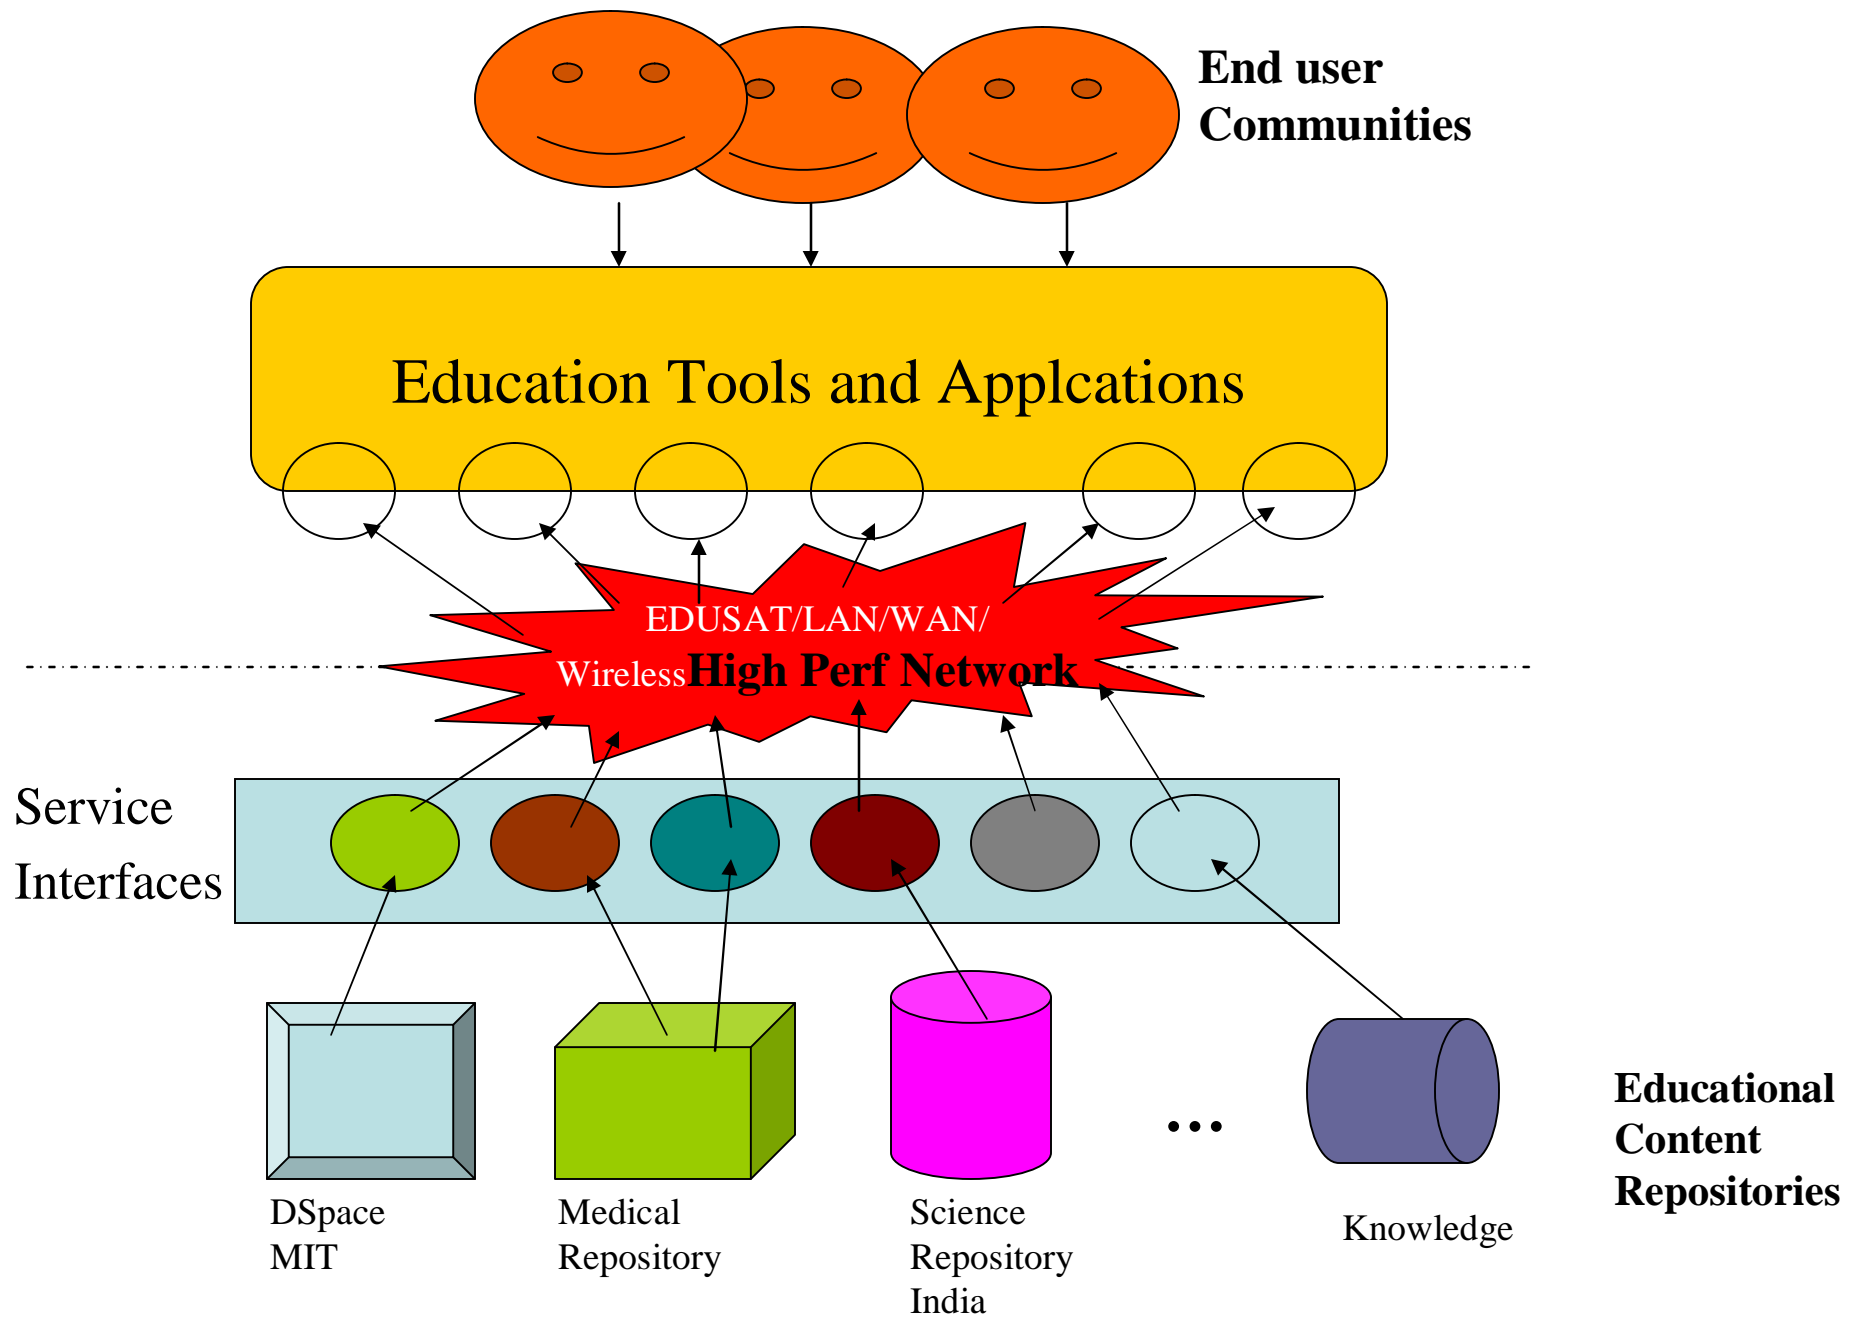 End user
Communities
Education Tools and Applcations
EDUSAT/LAN/WAN/
WirelessHigh Perf Network
Service
Interfaces
...
DSpace
MIT
Medical
Repository
Science
Repository
India
Knowledge
Educational
Content
Repositories